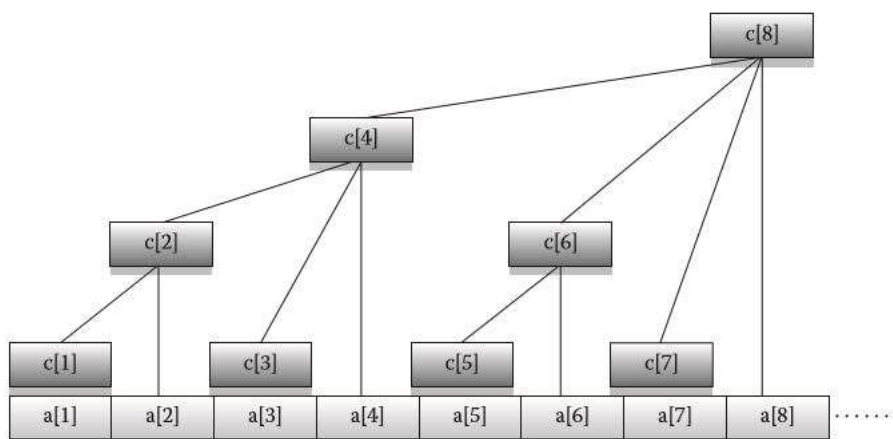 c[8]
c[4]
c[2] c[6]
c[1] c[3] c[5] c[7]
a[1] a[2] a[3] a[4] a[5] a[6] a[7] a[8] ......